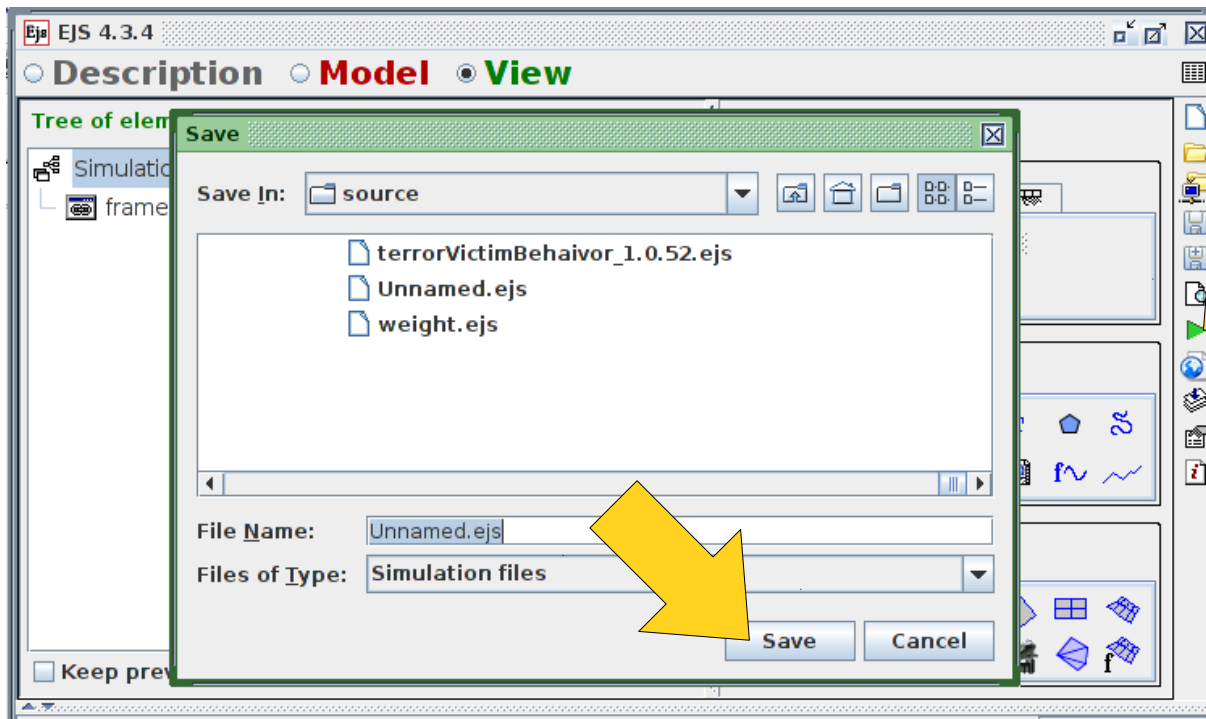 Ejs EJS 4.3.4
Description Model View
Tree of elem
Save
Simulatio
frame
Save In: source
terrorVictimBehaivor_1.0.52.ejs
Unnamed.ejs
weight.ejs
File Name: Unnamed.ejs
Files of Type: Simulation files
Save Cancel
Keep prev